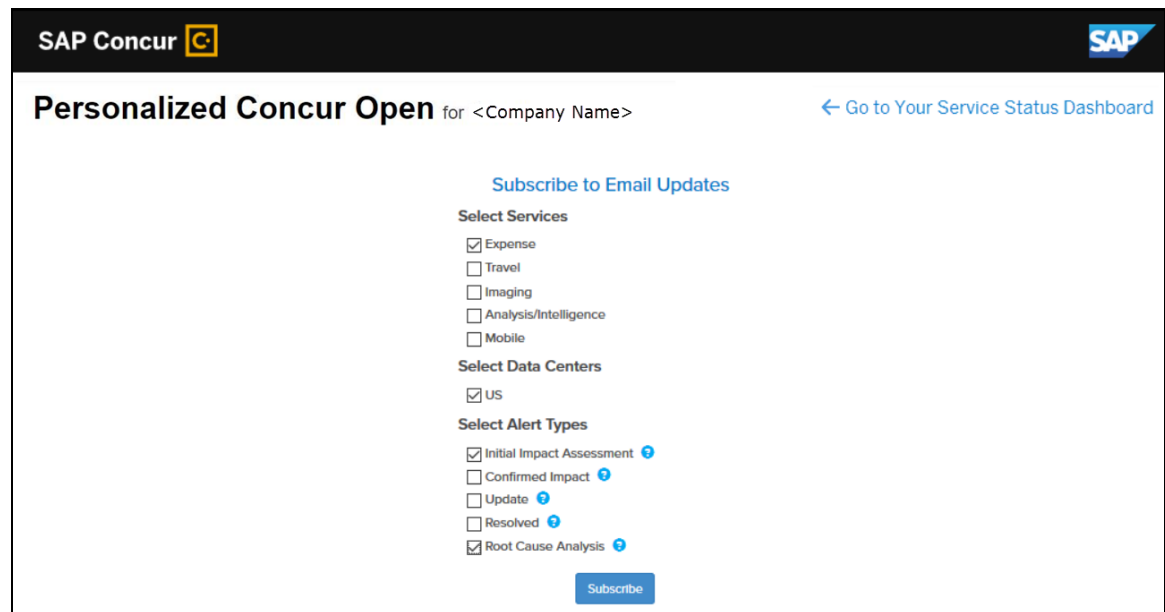 SAP Concur C.
SAP
Personalized Concur Open for <Company Name>
← Go to Your Service Status Dashboard
Subscribe to Email Updates
Select Services
Expense
Travel
Imaging
Analysis/Intelligence
Mobile
Select Data Centers
US
Select Alert Types
Initial Impact Assessment ?
Confirmed Impact ?
Update ?
Resolved ?
Root Cause Analysis ?
Subscribe